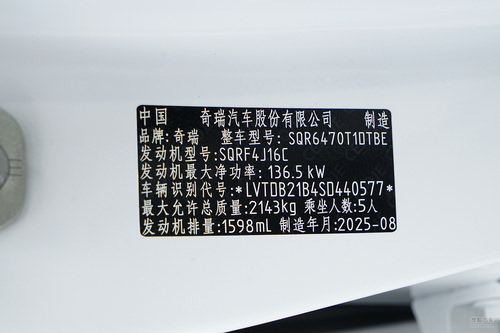 中国 奇瑞汽车股份有限公司 制造
品牌:奇瑞 整车型号:SQR6470T1DTBE
发动机型号:SQRF4J16C
发动机最大净功率:136.5 kW
车辆识别代号:*LVTDB21B4SD440577*
最大允许总质量:2143kg 乘坐人数:5人
发动机排量:1598mL 制造年月:2025-08